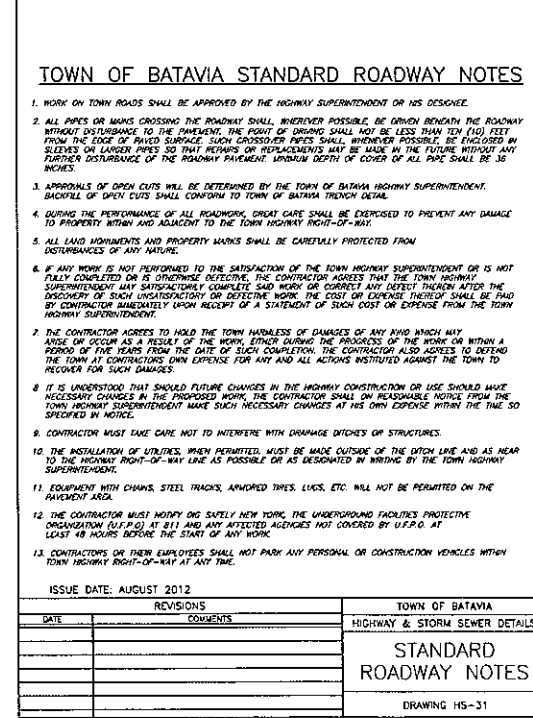 TOWN OF BATAVIA STANDARD ROADWAY NOTES
1. WORK ON TOWN ROADS SHALL BE APPROVED BY THE HIGHWAY SUPERINTENDENT OR HIS DESIGNEE.
2. ALL PIPES OR MAINS CROSSING THE ROADWAY SHALL, WHEREVER POSSIBLE, BE DRIVEN BENEATH THE ROADWAY
WITHOUT DISTURBANCE TO THE PAVEMENT. THE POINT OF DRIVING SHALL NOT BE LESS THAN TEN (10) FEET
FROM THE EDGE OF PAVED SURFACE. SUCH CROSSOVER PIPES SHALL, WHENEVER POSSIBLE, BE ENCLOSED IN
SLEEVES OR LARGER PIPES SO THAT REPAIRS OR REPLACEMENTS MAY BE MADE IN THE FUTURE WITHOUT ANY
FURTHER DISTURBANCE OF THE ROADWAY PAVEMENT. MINIMUM DEPTH OF COVER OF ALL PIPE SHALL BE 36
INCHES.
3. APPROVALS OF OPEN CUTS WILL BE DETERMINED BY THE TOWN OF BATAVIA HIGHWAY SUPERINTENDENT.
BACKFILL OF OPEN CUTS SHALL CONFORM TO TOWN OF BATAVIA TRENCH DETAIL.
4. DURING THE PERFORMANCE OF ALL ROADWORK, GREAT CARE SHALL BE EXERCISED TO PREVENT ANY DAMAGE
TO PROPERTY WITHIN AND ADJACENT TO THE TOWN HIGHWAY RIGHT-OF-WAY.
5. ALL LAND MONUMENTS AND PROPERTY MARKS SHALL BE CAREFULLY PROTECTED FROM
DISTURBANCES OF ANY NATURE.
6. IF ANY WORK IS NOT PERFORMED TO THE SATISFACTION OF THE TOWN HIGHWAY SUPERINTENDENT OR IS NOT
FULLY COMPLETED OR IS OTHERWISE DEFECTIVE, THE CONTRACTOR AGREES THAT THE TOWN HIGHWAY
SUPERINTENDENT MAY SATISFACTORILY COMPLETE SAID WORK OR CORRECT ANY DEFECT THEREIN AFTER THE
DISCOVERY OF SUCH UNSATISFACTORY OR DEFECTIVE WORK. THE COST OR EXPENSE THEREOF SHALL BE PAID
BY CONTRACTOR IMMEDIATELY UPON RECEIPT OF A STATEMENT OF SUCH COST OR EXPENSE FROM THE TOWN
HIGHWAY SUPERINTENDENT.
7. THE CONTRACTOR AGREES TO HOLD THE TOWN HARMLESS OF DAMAGES OF ANY KIND WHICH MAY
ARISE OR OCCUR AS A RESULT OF THE WORK, EITHER DURING THE PROGRESS OF THE WORK OR WITHIN A
PERIOD OF FIVE YEARS FROM THE DATE OF SUCH COMPLETION. THE CONTRACTOR ALSO AGREES TO DEFEND
THE TOWN AT CONTRACTORS OWN EXPENSE FOR ANY AND ALL ACTIONS INSTITUTED AGAINST THE TOWN TO
RECOVER FOR SUCH DAMAGES.
8 IT IS UNDERSTOOD THAT SHOULD FUTURE CHANGES IN THE HIGHWAY CONSTRUCTION OR USE SHOULD MAKE
NECESSARY CHANGES IN THE PROPOSED WORK, THE CONTRACTOR SHALL ON REASONABLE NOTICE FROM THE
TOWN HIGHWAY SUPERINTENDENT MAKE SUCH NECESSARY CHANGES AT HIS OWN EXPENSE WITHIN THE TIME SO
SPECIFIED IN NOTICE.
9. CONTRACTOR MUST TAKE CARE NOT TO INTERFERE WITH DRAINAGE DITCHES OR STRUCTURES.
10. THE INSTALLATION OF UTILITIES, WHEN PERMITTED, MUST BE MADE OUTSIDE OF THE DITCH LINE AND AS NEAR
TO THE HIGHWAY RIGHT-OF-WAY LINE AS POSSIBLE OR AS DESIGNATED IN WRITING BY THE TOWN HIGHWAY
SUPERINTENDENT.
11. EQUIPMENT WITH CHAINS, STEEL TRACKS, ARMORED TIRES, LUGS, ETC. WILL NOT BE PERMITTED ON THE
PAVEMENT AREA.
12. THE CONTRACTOR MUST NOTIFY DIG SAFELY NEW YORK, THE UNDERGROUND FACILITIES PROTECTIVE
ORGANIZATION (U.F.P.O) AT 811 AND ANY AFFECTED AGENCIES NOT COVERED BY U.F.P.O. AT
LEAST 48 HOURS BEFORE THE START OF ANY WORK.
13. CONTRACTORS OR THEIR EMPLOYEES SHALL NOT PARK ANY PERSONAL OR CONSTRUCTION VEHICLES WITHIN
TOWN HIGHWAY RIGHT-OF-WAY AT ANY TIME.
ISSUE DATE: AUGUST 2012
REVISIONS
DATE COMMENTS
TOWN OF BATAVIA
HIGHWAY & STORM SEWER DETAILS
STANDARD
ROADWAY NOTES
DRAWING HS-31